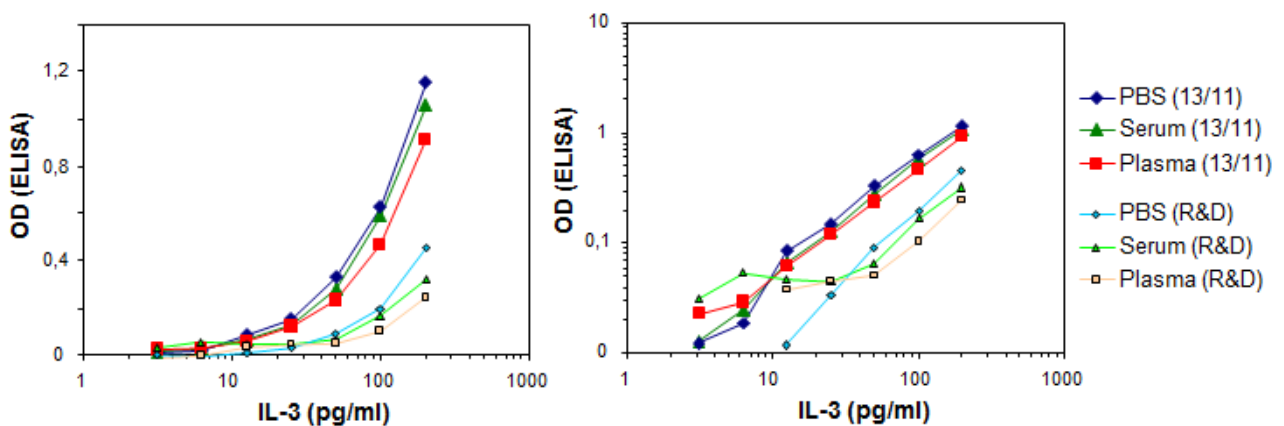 OD (ELISA)
1,2
0,8
0,4
0
1
10
100
1000
IL-3 (pg/ml)
OD (ELISA)
10
1
0,1
0
1
10
100
1000
IL-3 (pg/ml)
PBS (13/11)
Serum (13/11)
Plasma (13/11)
PBS (R&D)
Serum (R&D)
Plasma (R&D)